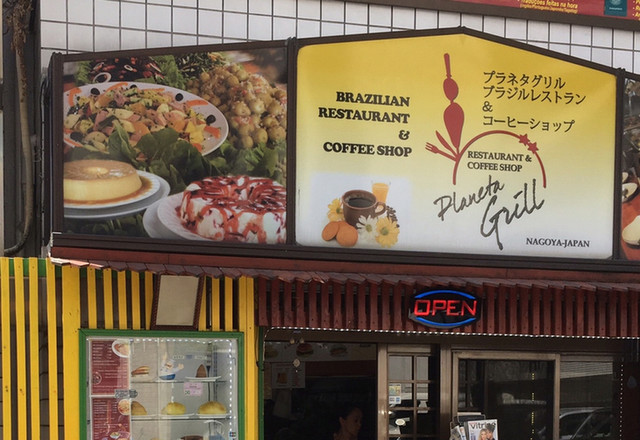 BRAZILIAN
RESTAURANT
&
COFFEE SHOP
プラネタグリル
ブラジルレストラン
&
コーヒーショップ
RESTAURANT &
COFFEE SHOP
Planeta
Grill
NAGOYA-JAPAN
OPEN